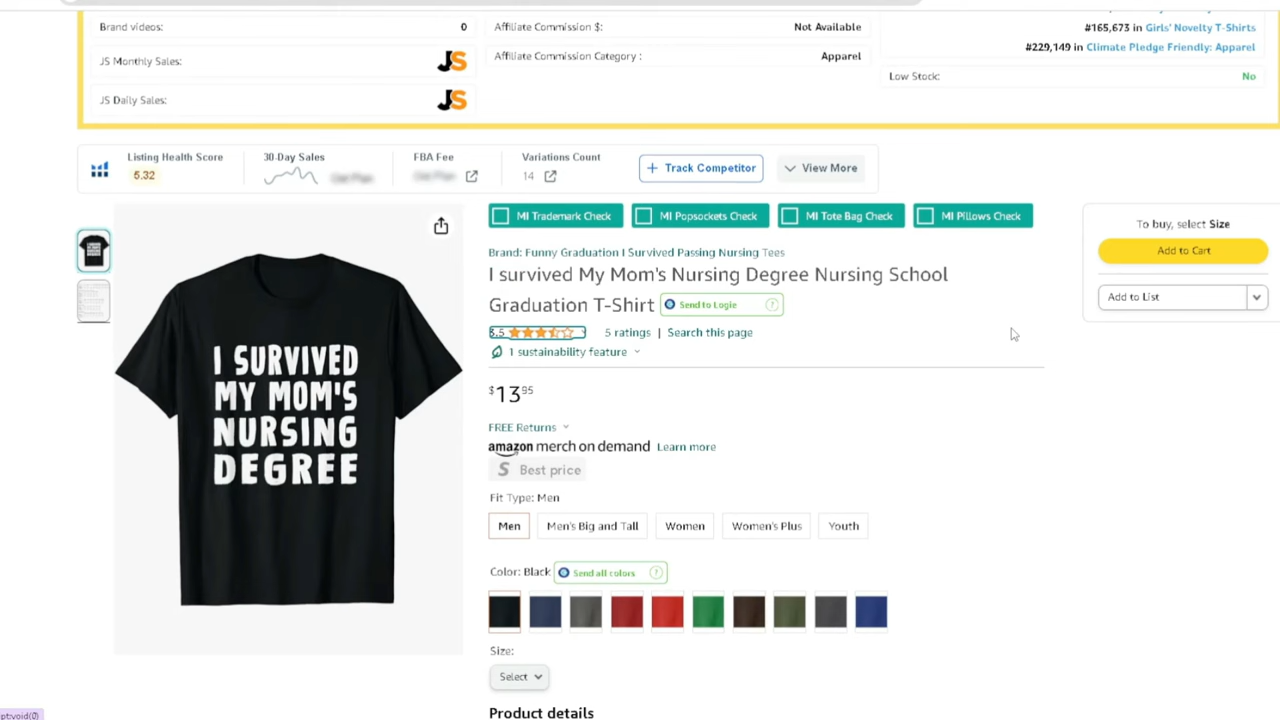 Brand videos: 0
JS Monthly Sales: JS
JS Daily Sales: JS
Affiliate Commission $: Not Available
Affiliate Commission Category : Apparel
#165,673 in Girls' Novelty T-Shirts
#229,149 in Climate Pledge Friendly: Apparel
Low Stock: No
Listing Health Score
5.32
30-Day Sales
FBA Fee
Variations Count
14
+ Track Competitor
View More
MI Trademark Check
MI Popsockets Check
MI Tote Bag Check
MI Pillows Check
Brand: Funny Graduation I Survived Passing Nursing Tees
I survived My Mom's Nursing Degree Nursing School
Graduation T-Shirt
Send to Logie ?
3.5 5 ratings | Search this page
1 sustainability feature
$13.95
FREE Returns
amazon merch on demand Learn more
S Best price
Fit Type: Men
Men
Men's Big and Tall
Women
Women's Plus
Youth
Color: Black
Send all colors ?
Size:
Select
Product details
I SURVIVED
MY MOM'S
NURSING
DEGREE
To buy, select Size
Add to Cart
Add to List
pt:void(0)